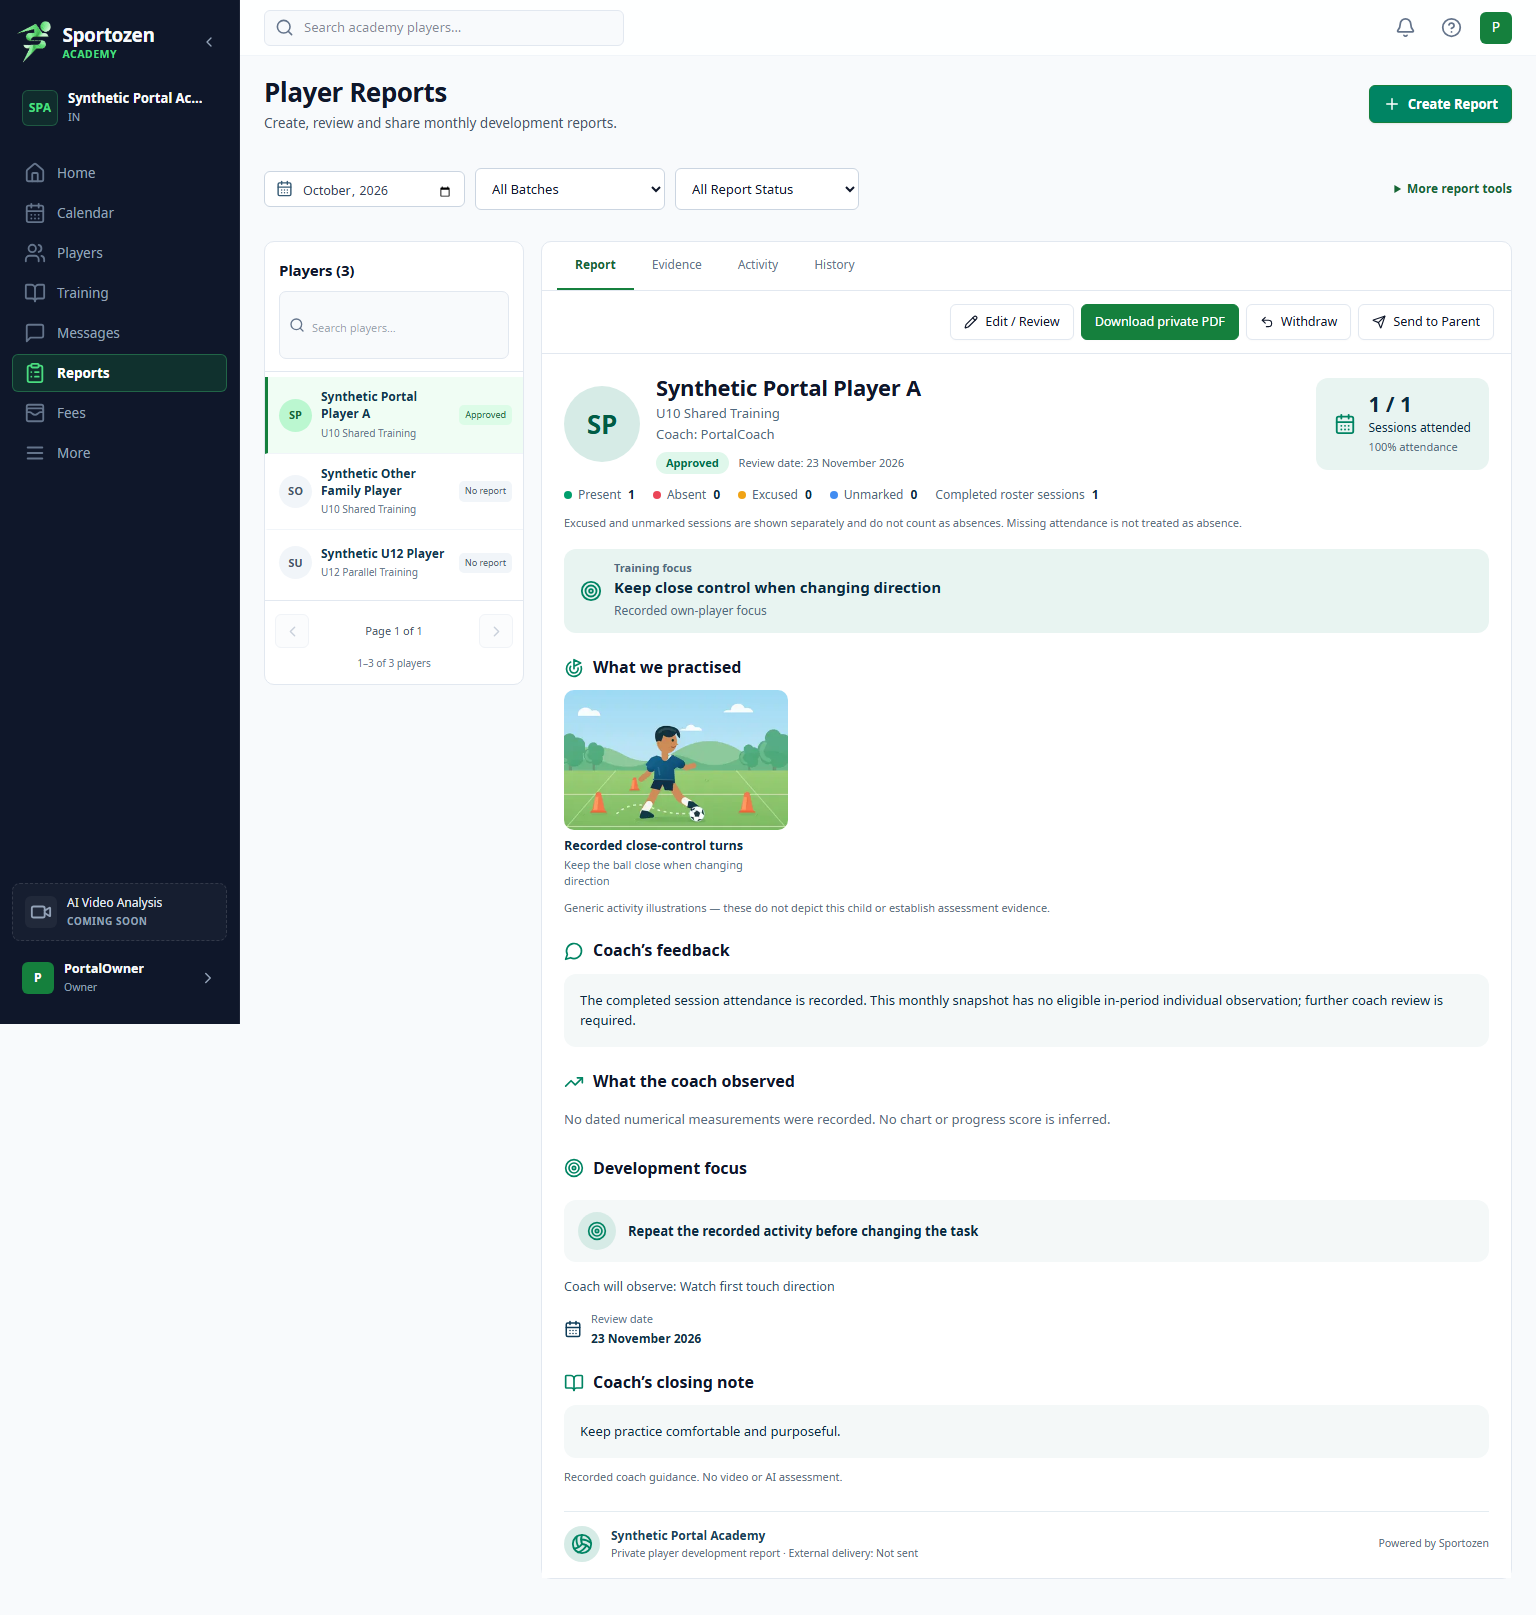 Sportozen
ACADEMY
SPA
Synthetic Portal Ac...
IN
Home
Calendar
Players
Training
Messages
Reports
Fees
More
AI Video Analysis
COMING SOON
P
PortalOwner
Owner
Search academy players...
P
Player Reports
Create, review and share monthly development reports.
Create Report
October, 2026
All Batches
All Report Status
More report tools
Players (3)
Search players...
SP
Synthetic Portal
Player A
U10 Shared Training
Approved
SO
Synthetic Other
Family Player
U10 Shared Training
No report
SU
Synthetic U12 Player
U12 Parallel Training
No report
Page 1 of 1
1–3 of 3 players
Report
Evidence
Activity
History
Edit / Review
Download private PDF
Withdraw
Send to Parent
SP
Synthetic Portal Player A
U10 Shared Training
Coach: PortalCoach
Approved
Review date: 23 November 2026
1 / 1
Sessions attended
100% attendance
Present 1
Absent 0
Excused 0
Unmarked 0
Completed roster sessions 1
Excused and unmarked sessions are shown separately and do not count as absences. Missing attendance is not treated as absence.
Training focus
Keep close control when changing direction
Recorded own-player focus
What we practised
Recorded close-control turns
Keep the ball close when changing
direction
Generic activity illustrations — these do not depict this child or establish assessment evidence.
Coach’s feedback
The completed session attendance is recorded. This monthly snapshot has no eligible in-period individual observation; further coach review is
required.
What the coach observed
No dated numerical measurements were recorded. No chart or progress score is inferred.
Development focus
Repeat the recorded activity before changing the task
Coach will observe: Watch first touch direction
Review date
23 November 2026
Coach’s closing note
Keep practice comfortable and purposeful.
Recorded coach guidance. No video or AI assessment.
Synthetic Portal Academy
Private player development report · External delivery: Not sent
Powered by Sportozen